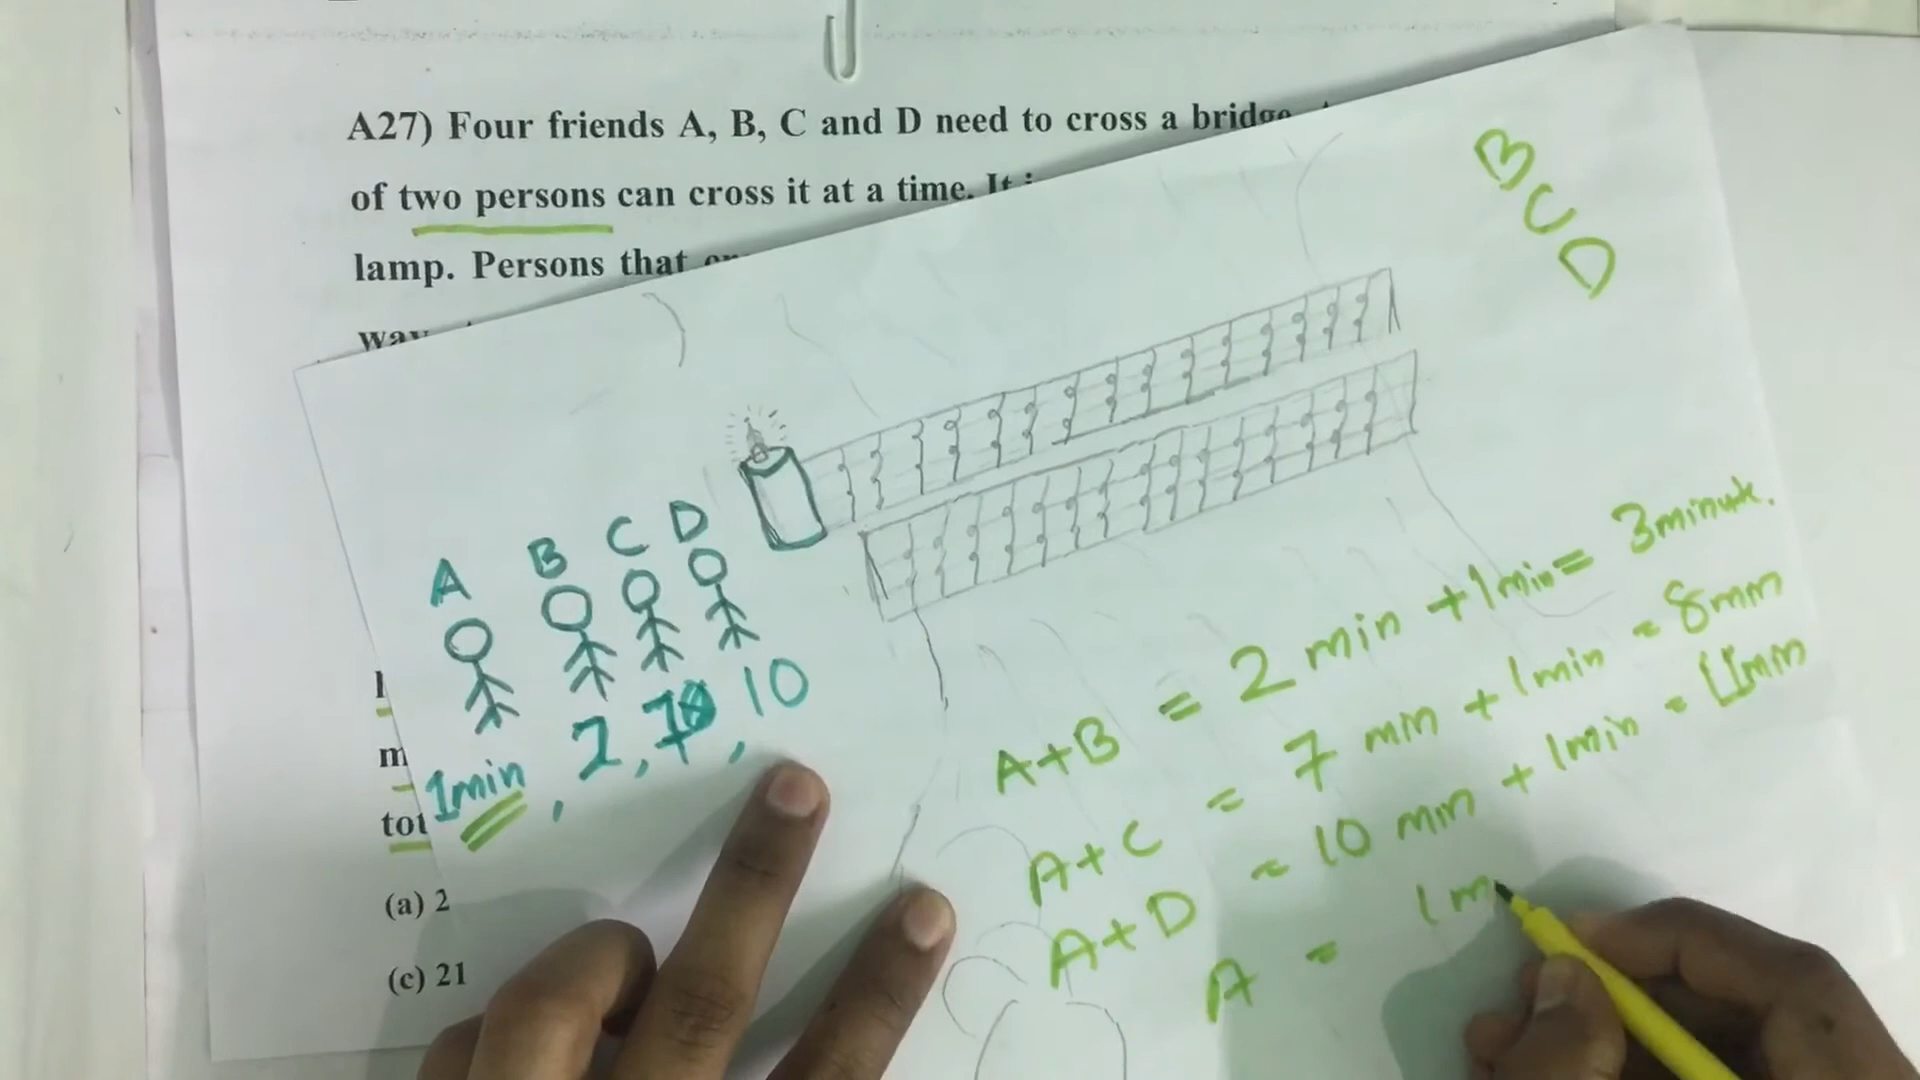 A27) Four friends A, B, C and D need to cross a bridge.
of two persons can cross it at a time. It
lamp. Persons that
way
B
C
D
A B C D
1min, 2, 7, 10
m
tot
(a) 2
(c) 21
A+B = 2 min + 1min = 3minute.
A+C = 7 min + 1min = 8min
A+D = 10 min + 1min = 11min
A = 1m